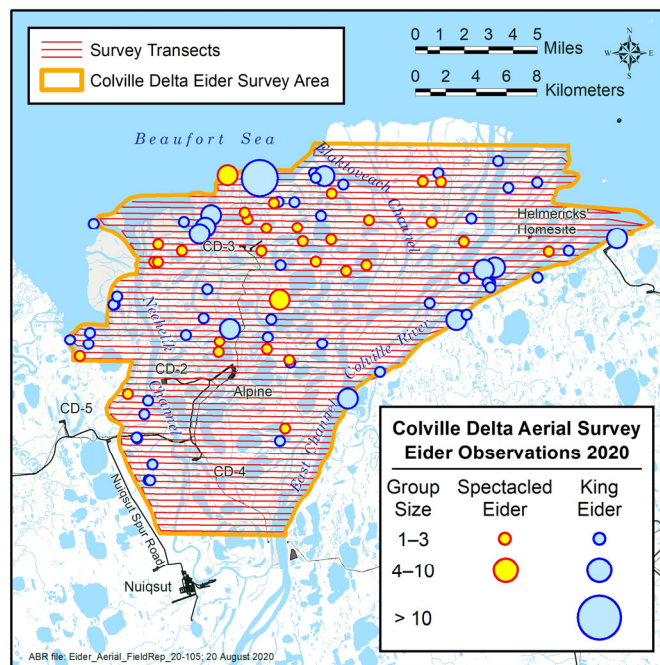 Survey Transects
Colville Delta Eider Survey Area
0 1 2 3 4 5
Miles
0 2 4 6 8
Kilometers
N
W E
S
Beaufort Sea
Elaktoveach Channel
Helmericks'
Homesite
CD-3
Nechelik Channel
Colville River
CD-2
Alpine
CD-5
East Channel
CD-4
Nuiqsut Spur Road
Nuiqsut
Colville Delta Aerial Survey
Eider Observations 2020
Group Size
Spectacled Eider
King Eider
1–3
4–10
> 10
ABR file: Eider_Aerial_FieldRep_20-105; 20 August 2020